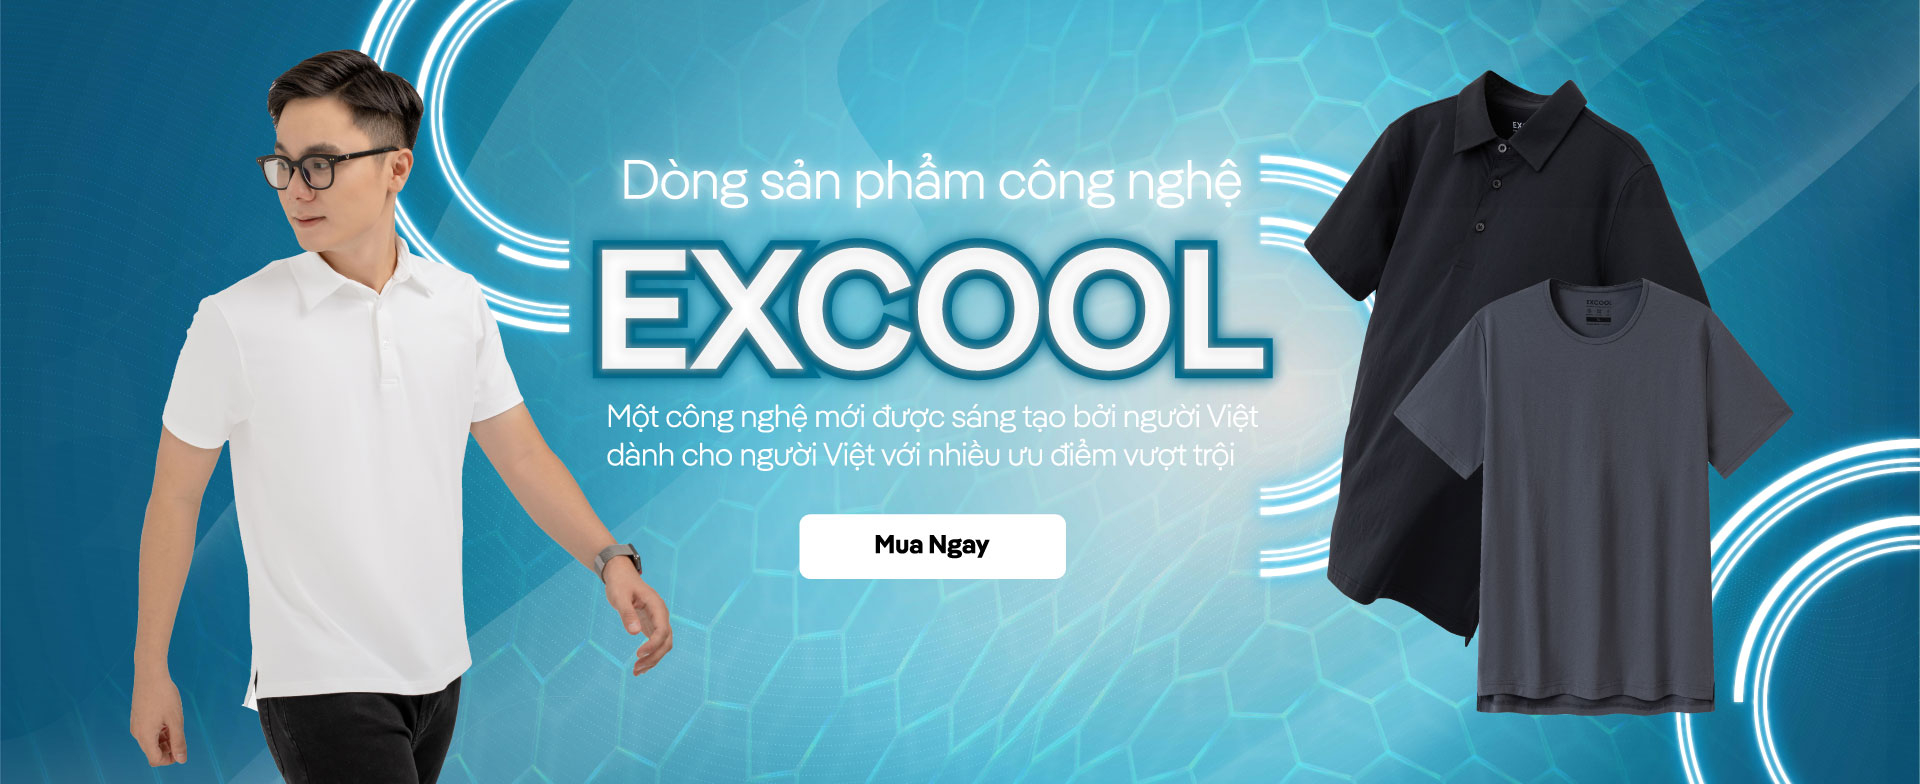 Dòng sản phẩm công nghệ
EXCOOL
Một công nghệ mới được sáng tạo bởi người Việt
dành cho người Việt với nhiều ưu điểm vượt trội
Mua Ngay
EXCOOL